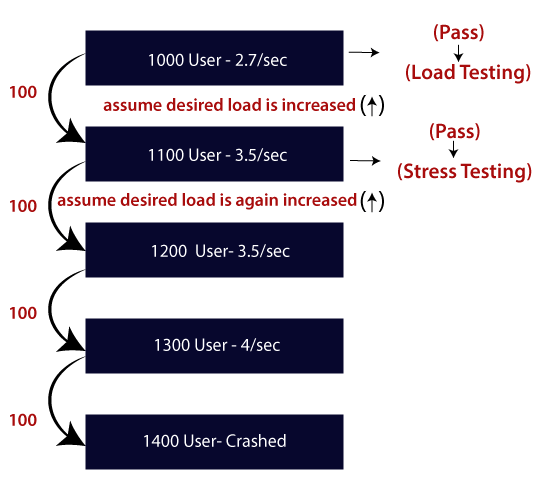 1000 User - 2.7/sec
(Pass)
(Load Testing)
100
assume desired load is increased (↑)
1100 User - 3.5/sec
(Pass)
(Stress Testing)
100
assume desired load is again increased (↑)
1200 User- 3.5/sec
100
1300 User - 4/sec
100
1400 User- Crashed